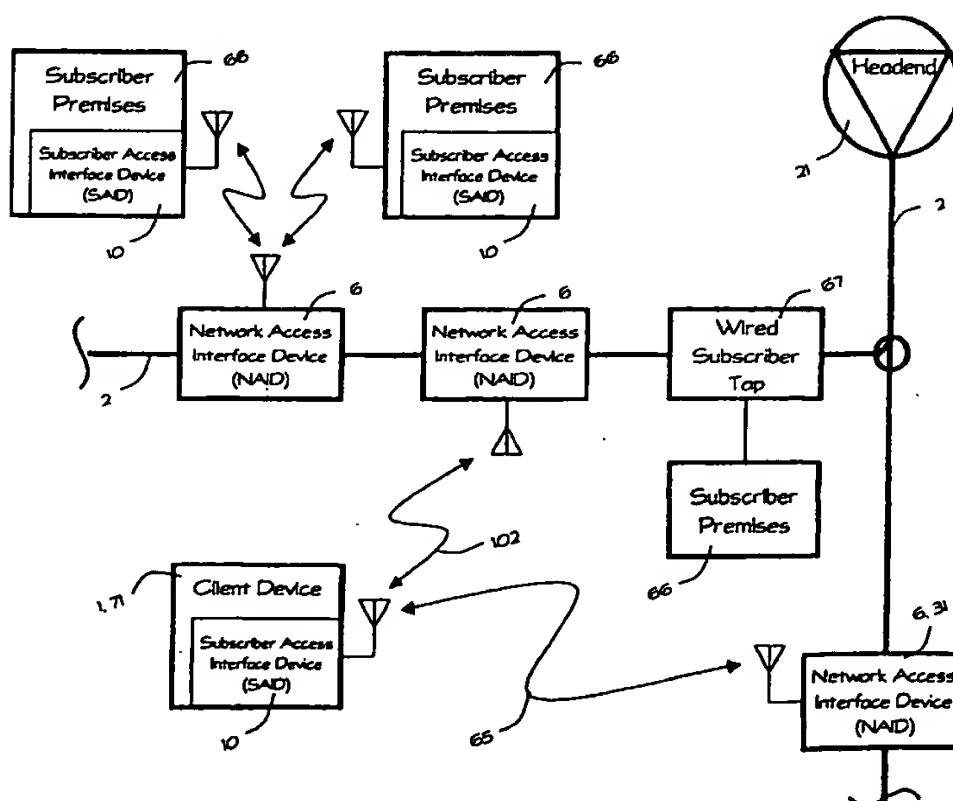 66
Subscriber
Premises
Subscriber Access
Interface Device
(SAID)
10
66
Subscriber
Premises
Subscriber Access
Interface Device
(SAID)
10
Headend
21
2
6
Network Access
Interface Device
(NAID)
2
6
Network Access
Interface Device
(NAID)
67
Wired
Subscriber
Tap
Subscriber
Premises
66
102
1, 71
Client Device
Subscriber Access
Interface Device
(SAID)
10
65
6, 31
Network Access
Interface Device
(NAID)